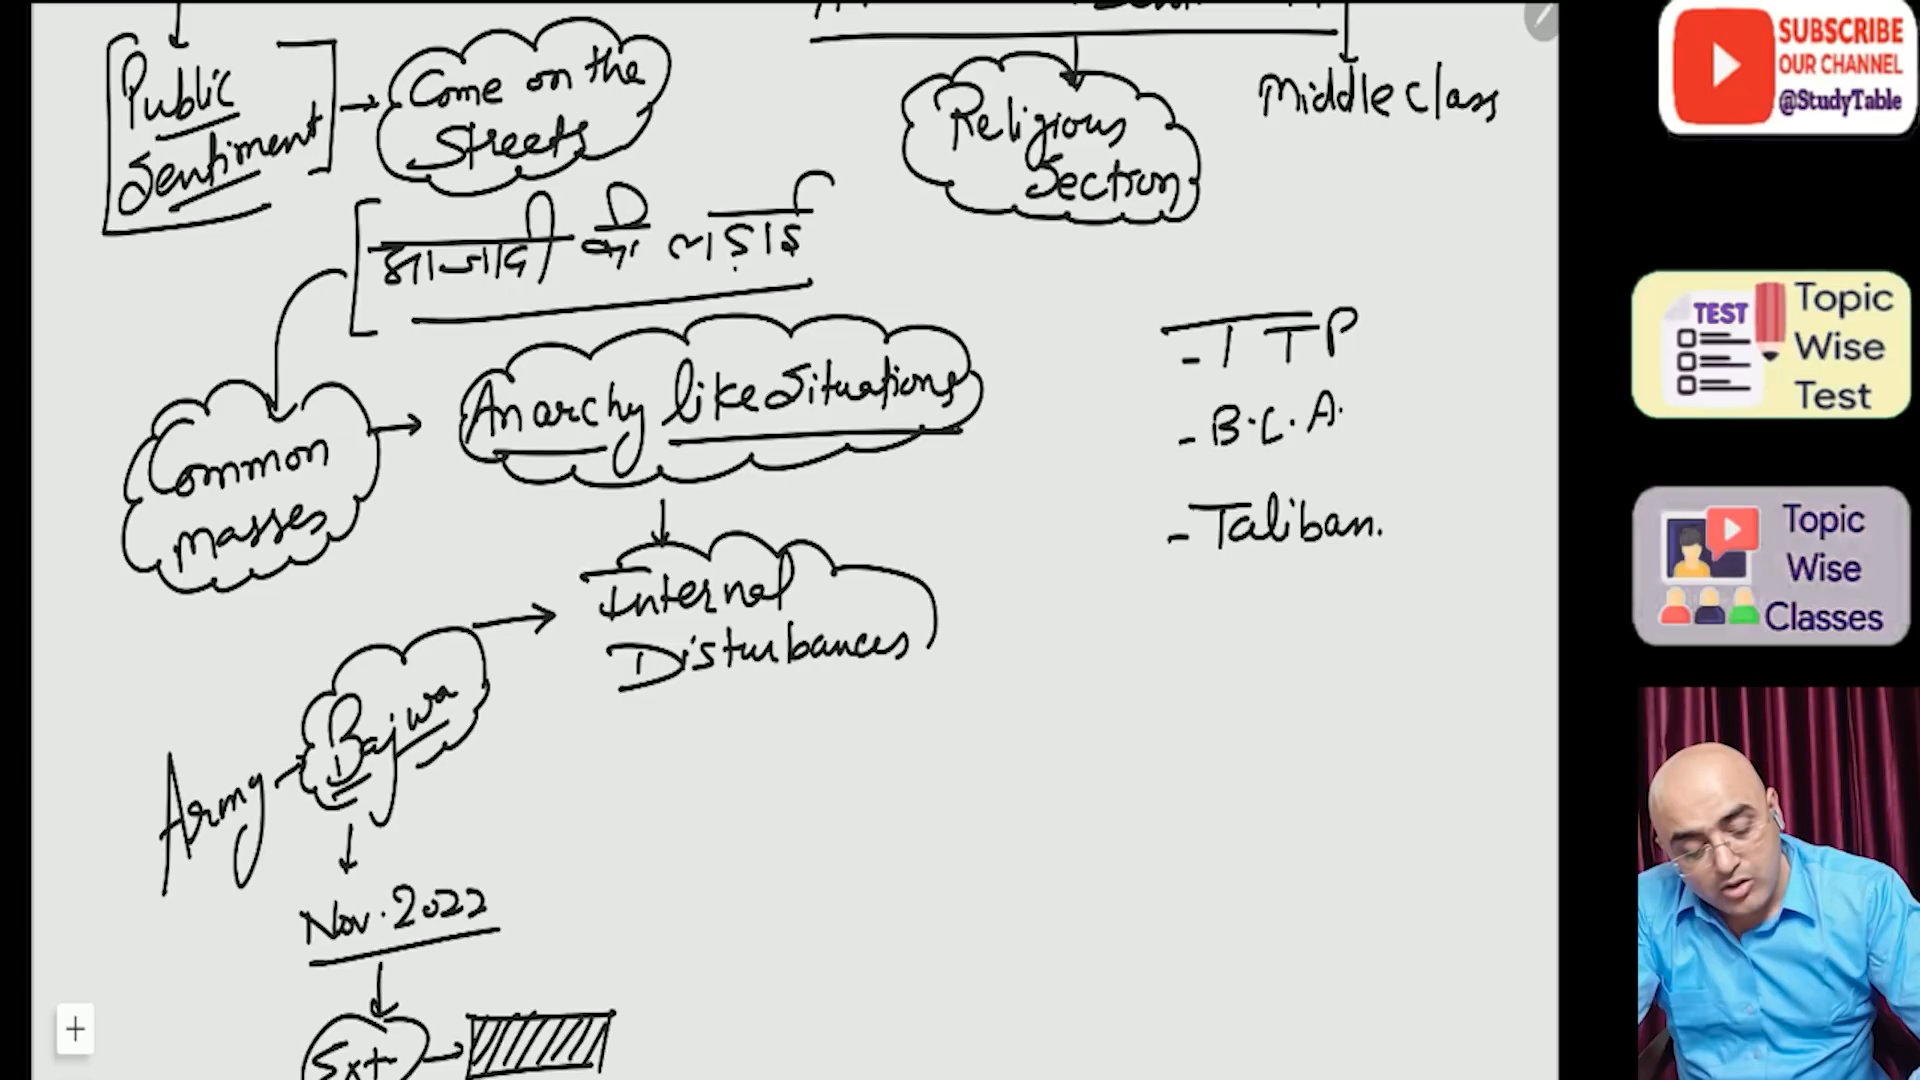 Public
Sentiment
Come on the
Streets
Religious
Section
Middle Class
आजादी की लड़ाई
Common
masses
Anarchy like Situations
- TTP
- B.L.A.
- Taliban.
Internal
Disturbances
Army
Bajwa
Nov. 2022
Ext
+
SUBSCRIBE
OUR CHANNEL
@StudyTable
TEST
Topic
Wise
Test
Topic
Wise
Classes